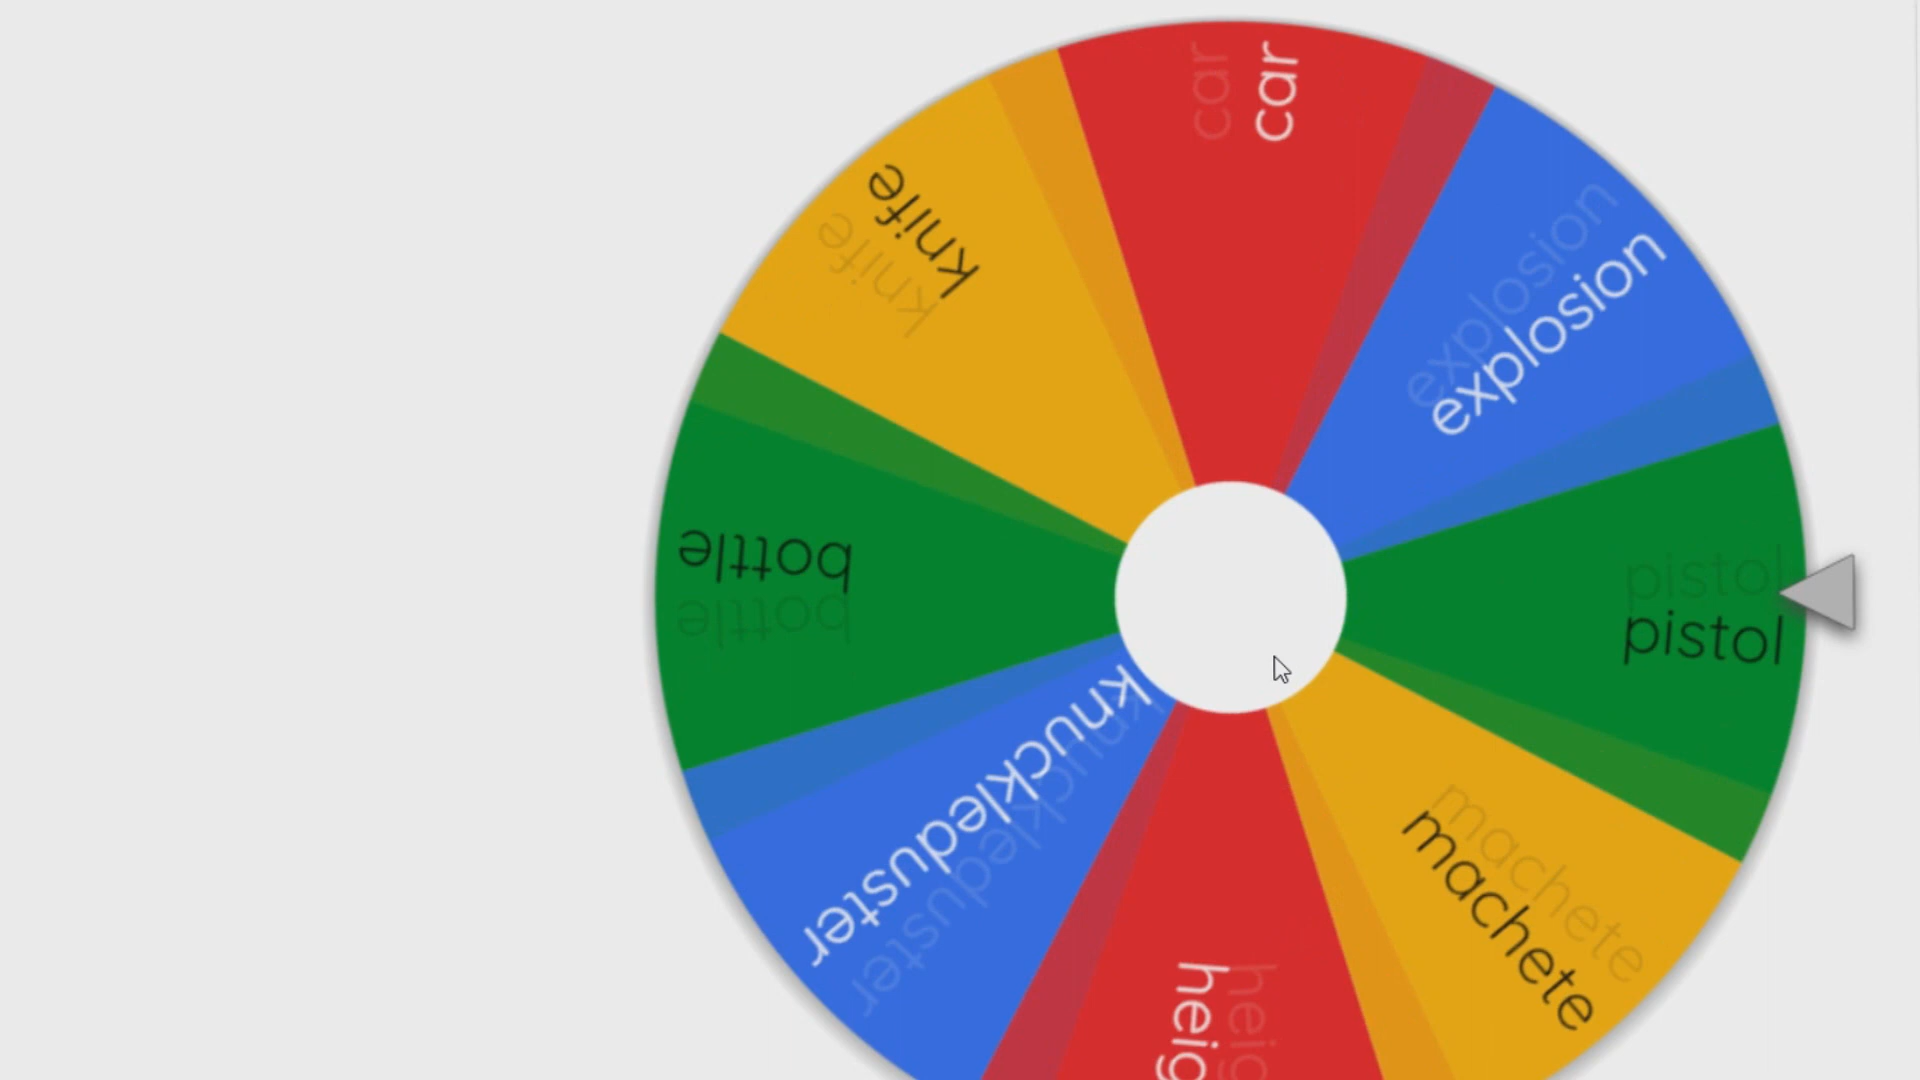 car
explosion
pistol
machete
heig
knuckleduster
bottle
knife